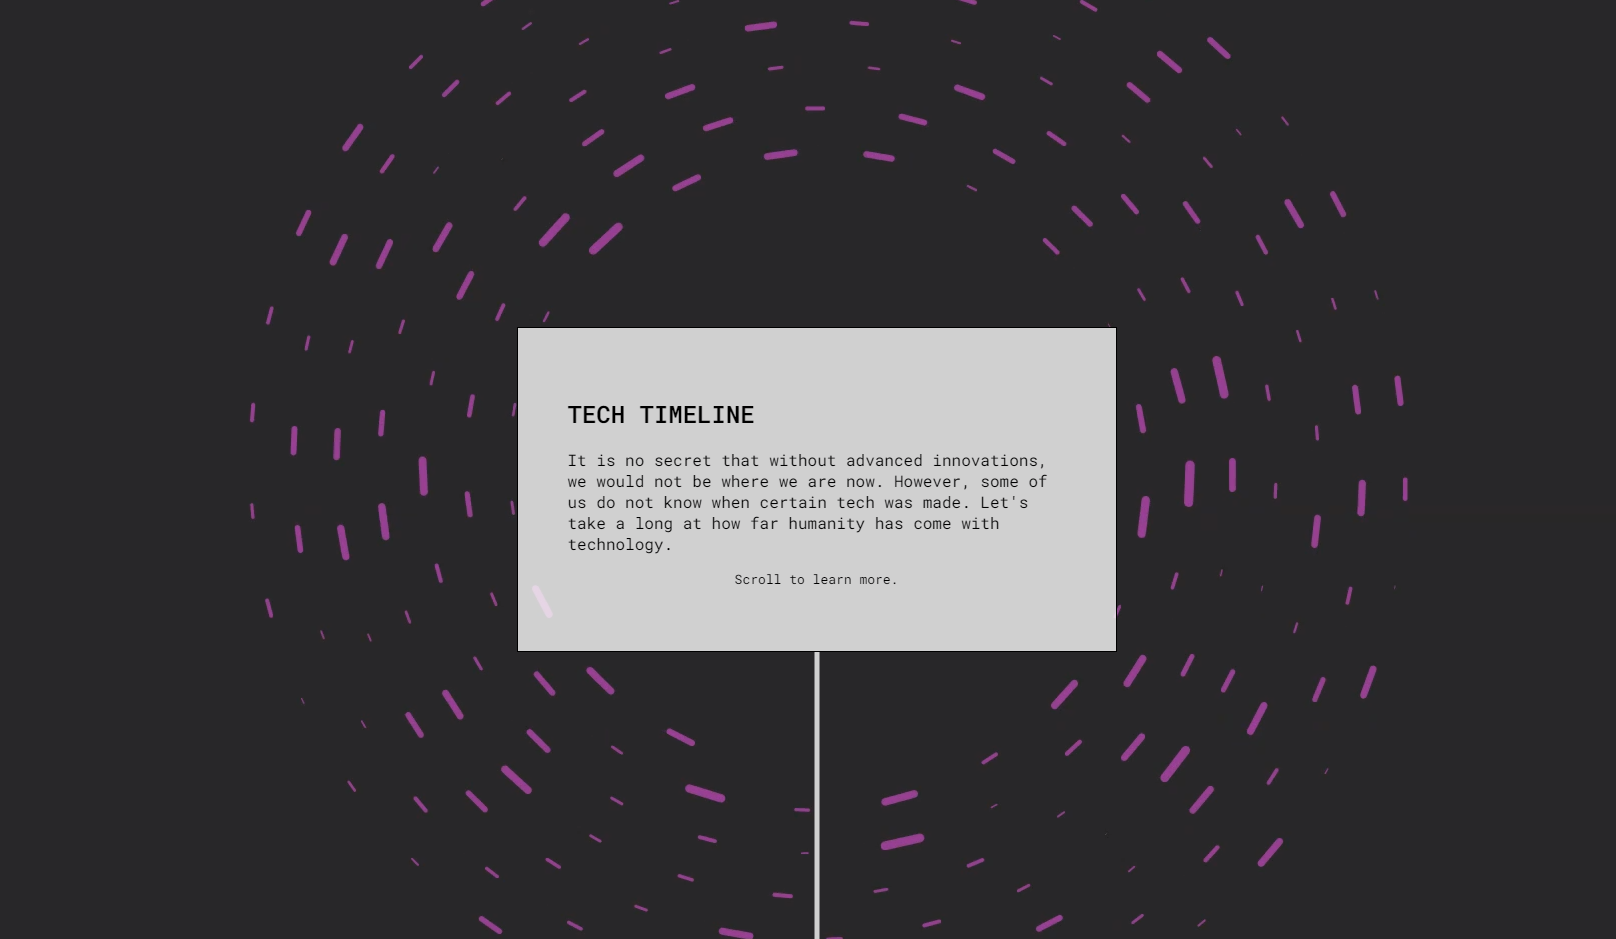 TECH TIMELINE
It is no secret that without advanced innovations,
we would not be where we are now. However, some of
us do not know when certain tech was made. Let's
take a long at how far humanity has come with
technology.
Scroll to learn more.